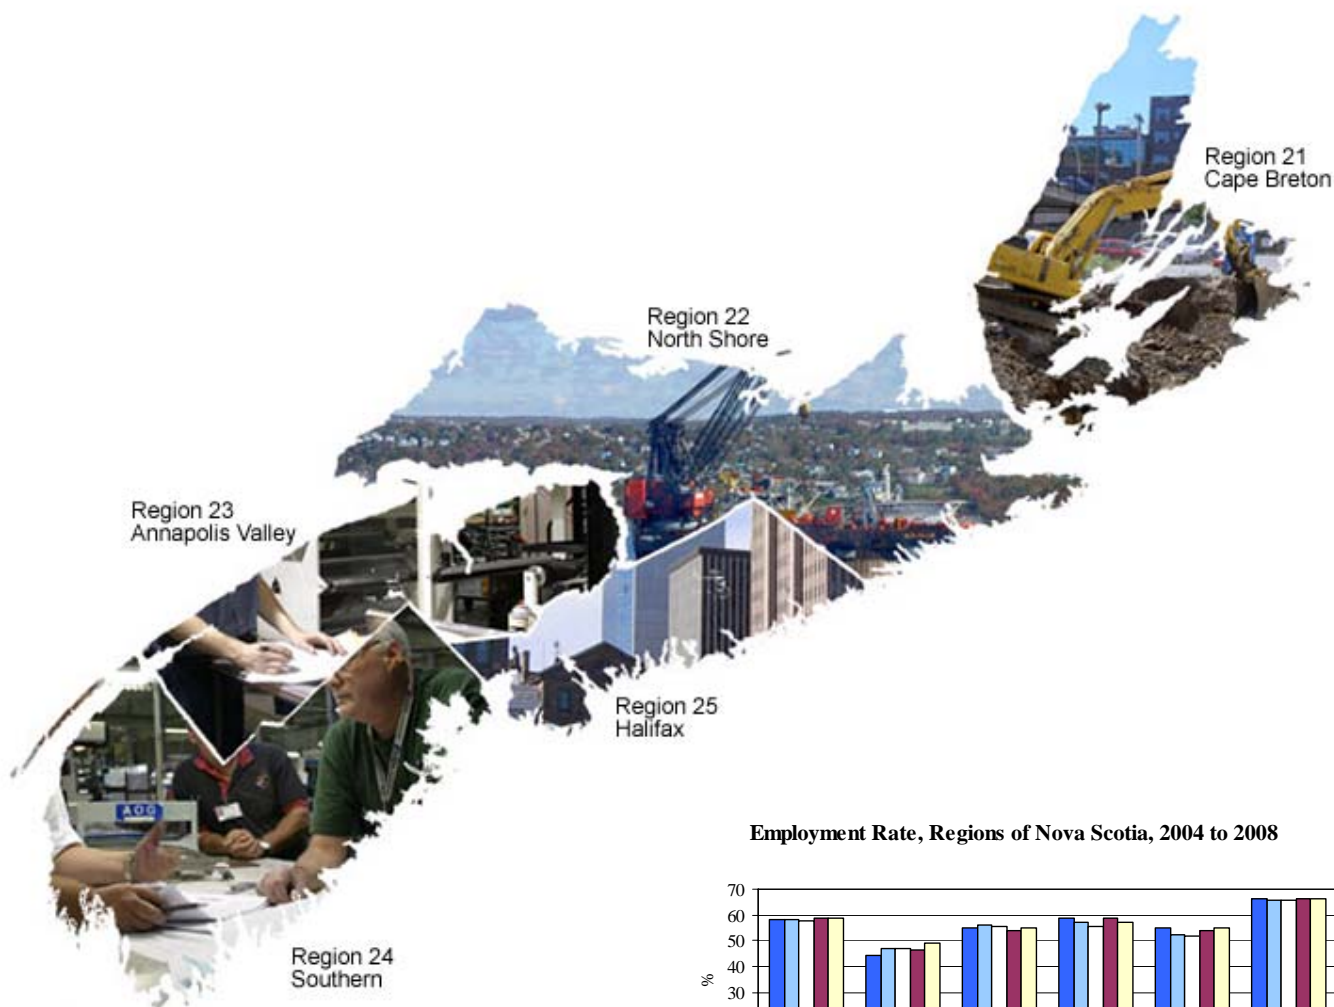 Region 21
Cape Breton
Region 22
North Shore
Region 23
Annapolis Valley
Region 25
Halifax
AOG
Region 24
Southern
Employment Rate, Regions of Nova Scotia, 2004 to 2008
70
60
50
40
30
%